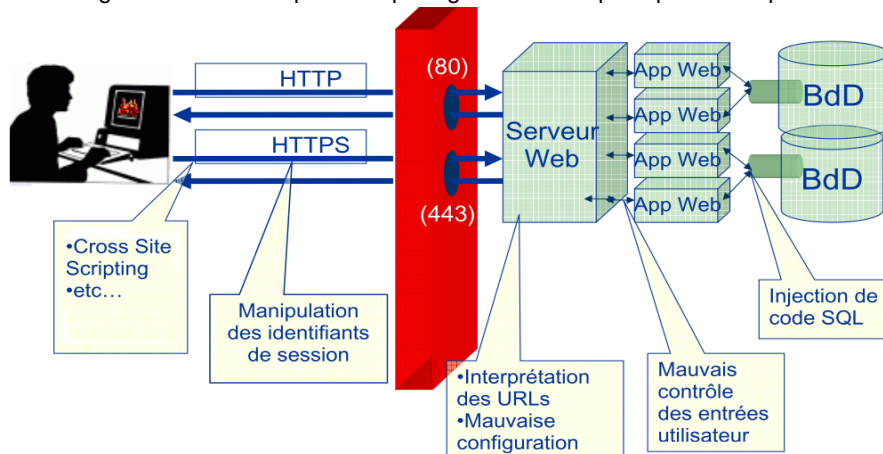 HTTP
HTTPS
(80)
(443)
Serveur
Web
App Web
App Web
App Web
App Web
BdD
BdD
•Cross Site
Scripting
•etc…
Manipulation
des identifiants
de session
•Interprétation
des URLs
•Mauvaise
configuration
Mauvais
contrôle
des entrées
utilisateur
Injection de
code SQL